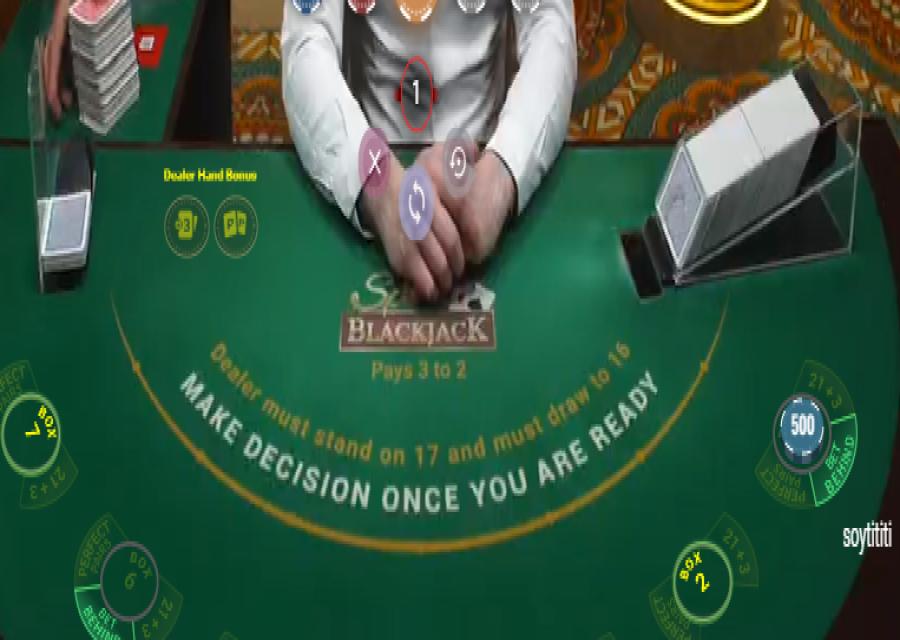 1
X
Dealer Hand Bonus
BLACKJACK
Pays 3 to 2
Dealer must stand on 17 and must draw to 16
MAKE DECISION ONCE YOU ARE READY
PERFECT PAIRS
BOX 7
21+3
PERFECT PAIRS
BOX 6
21+3
BET BEHIND
21+3
BOX 2
PERFECT PAIRS
21+3
500
BET BEHIND
PERFECT PAIRS
soytititi